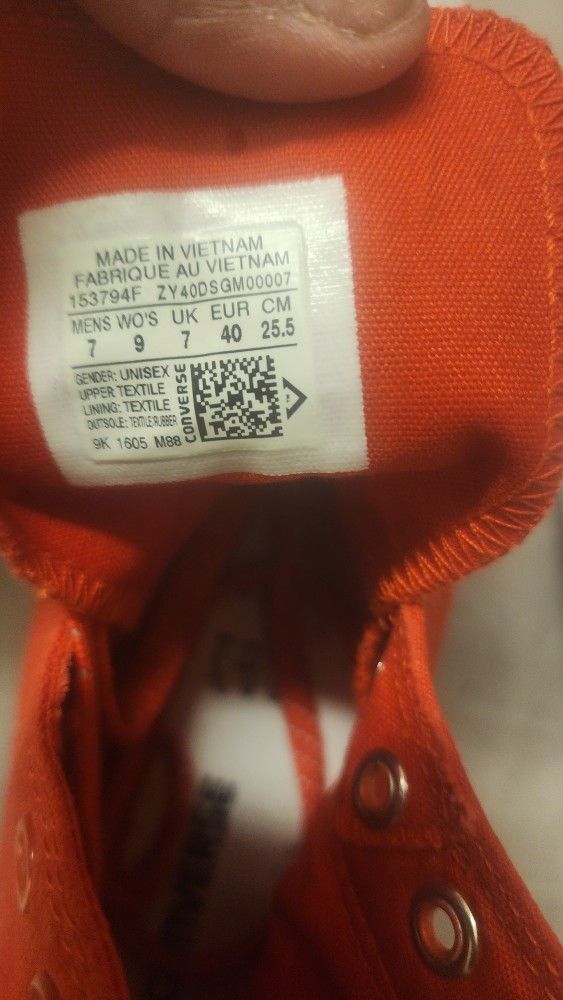 MADE IN VIETNAM
FABRIQUE AU VIETNAM
153794F ZY40DSGM00007
MENS WO'S UK EUR CM
7 9 7 40 25.5
GENDER: UNISEX
UPPER TEXTILE
LINING: TEXTILE
OUTSOLE: TEXTILE/RUBBER
CONVERSE
9K 1605 M88